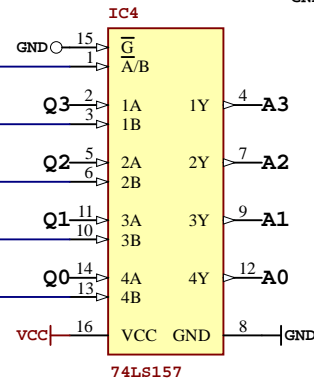 GND
IC4
GND 15 G
1 A/B
Q3 2 1A 1Y 4 A3
3 1B
Q2 5 2A 2Y 7 A2
6 2B
Q1 11 3A 3Y 9 A1
10 3B
Q0 14 4A 4Y 12 A0
13 4B
VCC 16 VCC GND 8 GND
74LS157